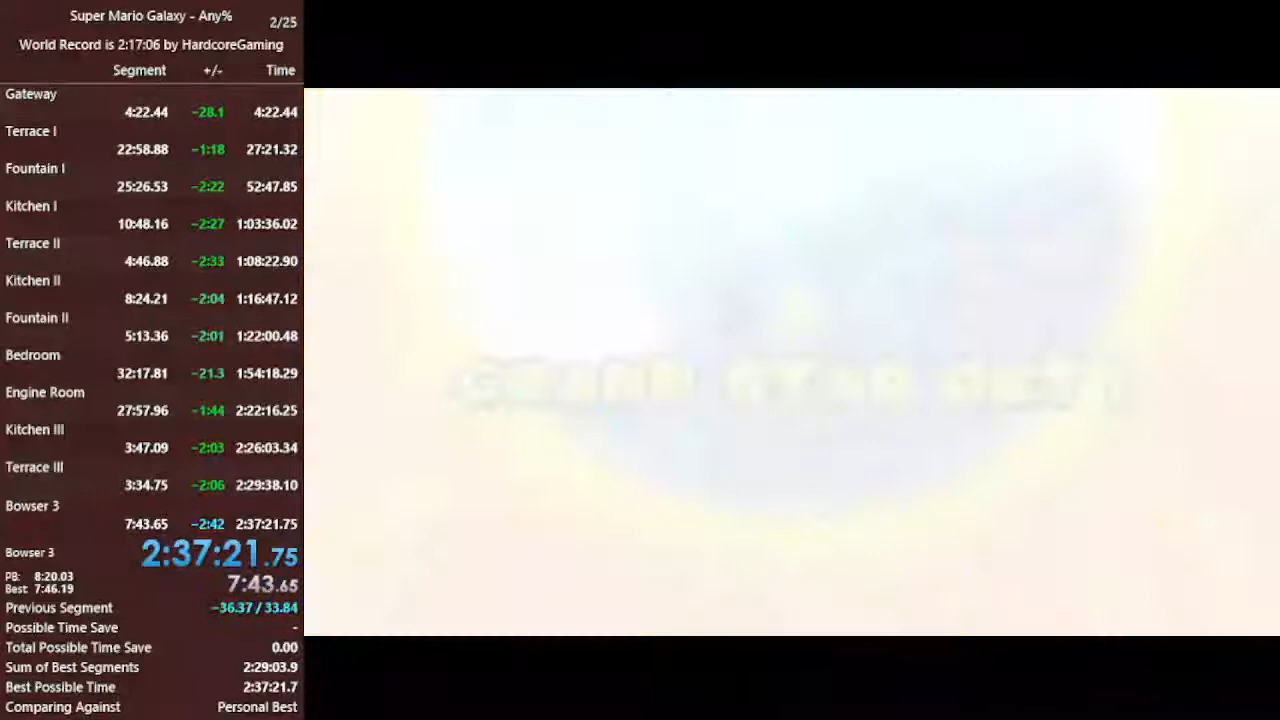 Super Mario Galaxy - Any%
2/25
World Record is 2:17:06 by HardcoreGaming
Segment +/- Time
Gateway
4:22.44 −28.1 4:22.44
Terrace I
22:58.88 −1:18 27:21.32
Fountain I
25:26.53 −2:22 52:47.85
Kitchen I
10:48.16 −2:27 1:03:36.02
Terrace II
4:46.88 −2:33 1:08:22.90
Kitchen II
8:24.21 −2:04 1:16:47.12
Fountain II
5:13.36 −2:01 1:22:00.48
Bedroom
32:17.81 −21.3 1:54:18.29
Engine Room
27:57.96 −1:44 2:22:16.25
Kitchen III
3:47.09 −2:03 2:26:03.34
Terrace III
3:34.75 −2:06 2:29:38.10
Bowser 3
7:43.65 −2:42 2:37:21.75
Bowser 3 2:37:21.75
PB: 8:20.03
Best: 7:46.19
7:43.65
Previous Segment −36.37 / 33.84
Possible Time Save -
Total Possible Time Save 0.00
Sum of Best Segments 2:29:03.9
Best Possible Time 2:37:21.7
Comparing Against Personal Best